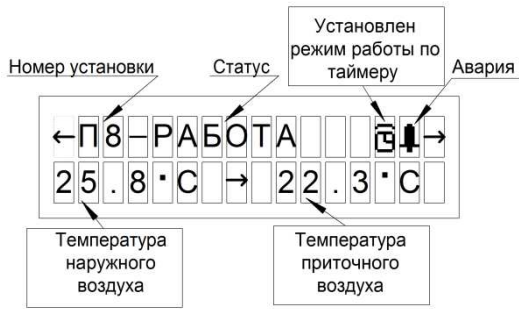 Установлен
режим работы по
таймеру
Номер установки
Статус
Авария
←П8–РАБОТА →
25.8°C → 22.3°C
Температура
наружного
воздуха
Температура
приточного
воздуха